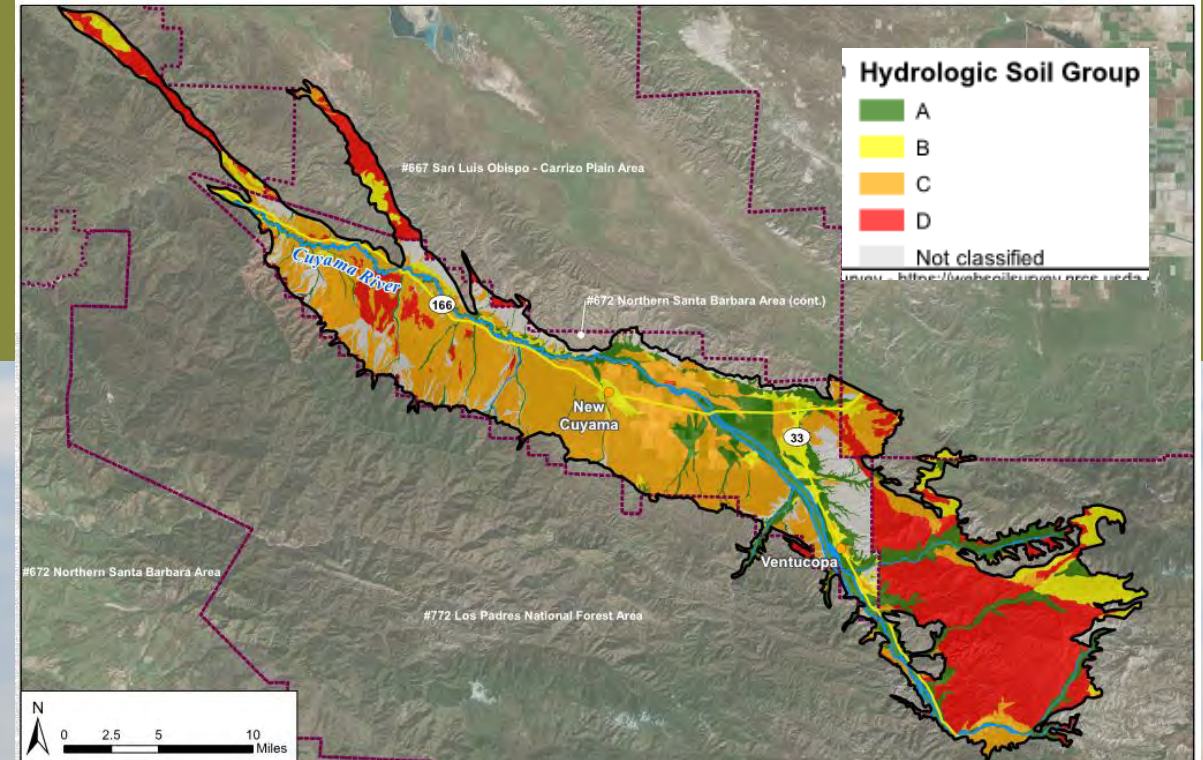 Hydrologic Soil Group
A
B
C
D
Not classified
#667 San Luis Obispo - Carrizo Plain Area
Cuyama River
166
#672 Northern Santa Barbara Area (cont.)
New
Cuyama
33
Ventucopa
#672 Northern Santa Barbara Area
#772 Los Padres National Forest Area
N
0 2.5 5 10
Miles